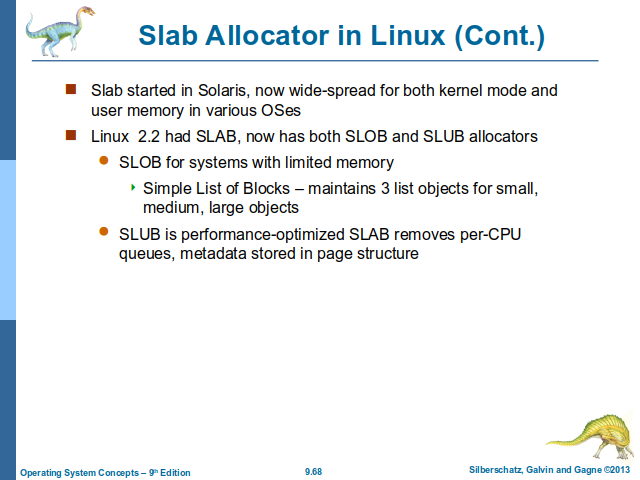 Slab Allocator in Linux (Cont.)
Slab started in Solaris, now wide-spread for both kernel mode and
user memory in various OSes
Linux 2.2 had SLAB, now has both SLOB and SLUB allocators
SLOB for systems with limited memory
Simple List of Blocks – maintains 3 list objects for small,
medium, large objects
SLUB is performance-optimized SLAB removes per-CPU
queues, metadata stored in page structure
Operating System Concepts – 9th Edition
9.68
Silberschatz, Galvin and Gagne ©2013